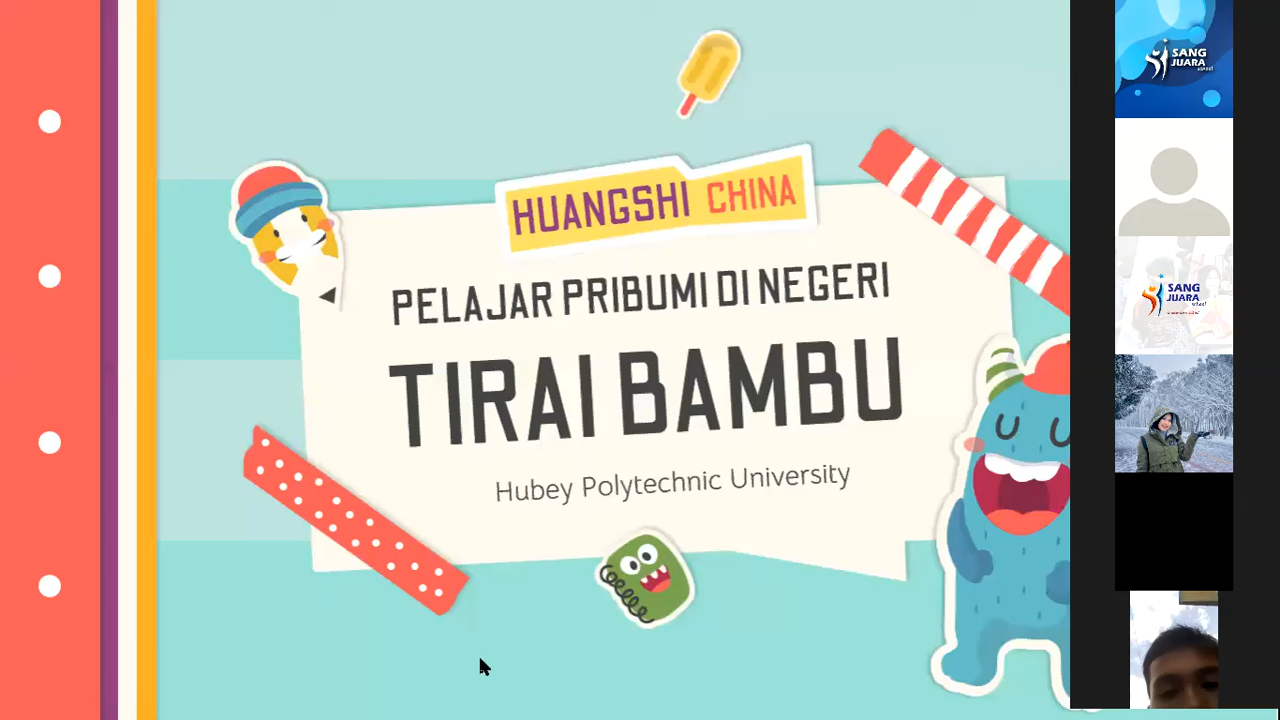 HUANGSHI CHINA
PELAJAR PRIBUMI DI NEGERI
TIRAI BAMBU
Hubey Polytechnic University
SANG
JUARA
SANG
JUARA